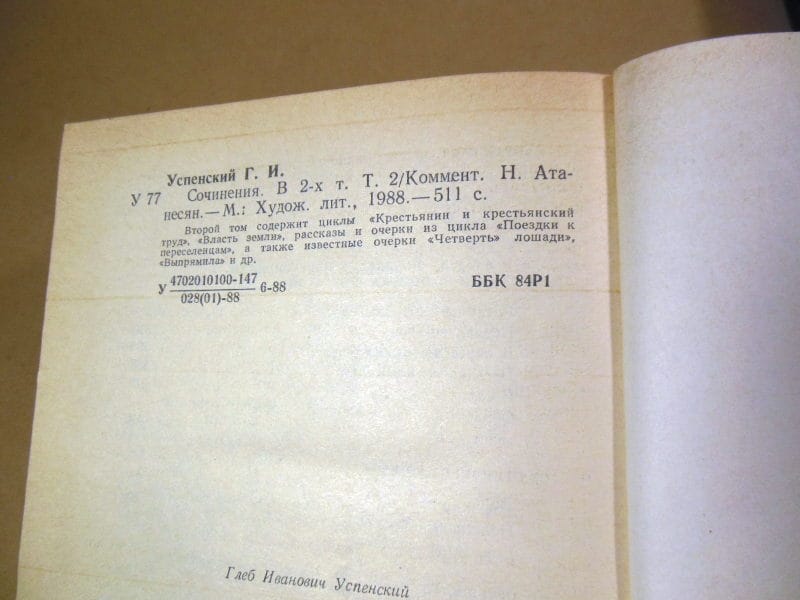 Успенский Г. И.
У 77 Сочинения. В 2-х т. Т. 2/Коммент. Н. Ата-
несян.— М.: Худож. лит., 1988.— 511 с.
Второй том содержит циклы «Крестьянин и крестьянский
труд», «Власть земли», рассказы и очерки из цикла «Поездки к
переселенцам», а также известные очерки «Четверть» лошади»,
«Выпрямила» и др.
У 4702010100-147 6-88 ББК 84Р1
028(01)-88
Глеб Иванович Успенский